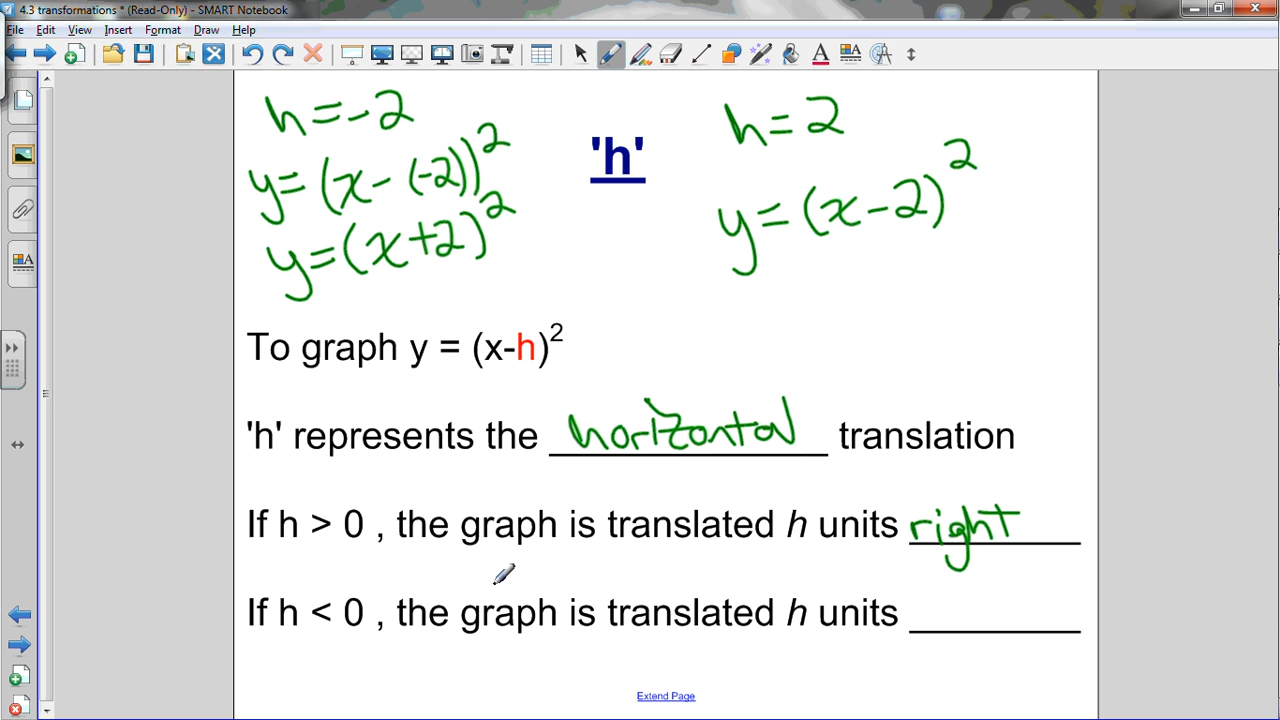 4.3 transformations * (Read-Only) - SMART Notebook
File Edit View Insert Format Draw Help
h=-2
y=(x-(-2))²
y=(x+2)²
'h'
h=2
y=(x-2)²
To graph y = (x-h)²
'h' represents the horizontal translation
If h > 0 , the graph is translated h units right
If h < 0 , the graph is translated h units ________
Extend Page